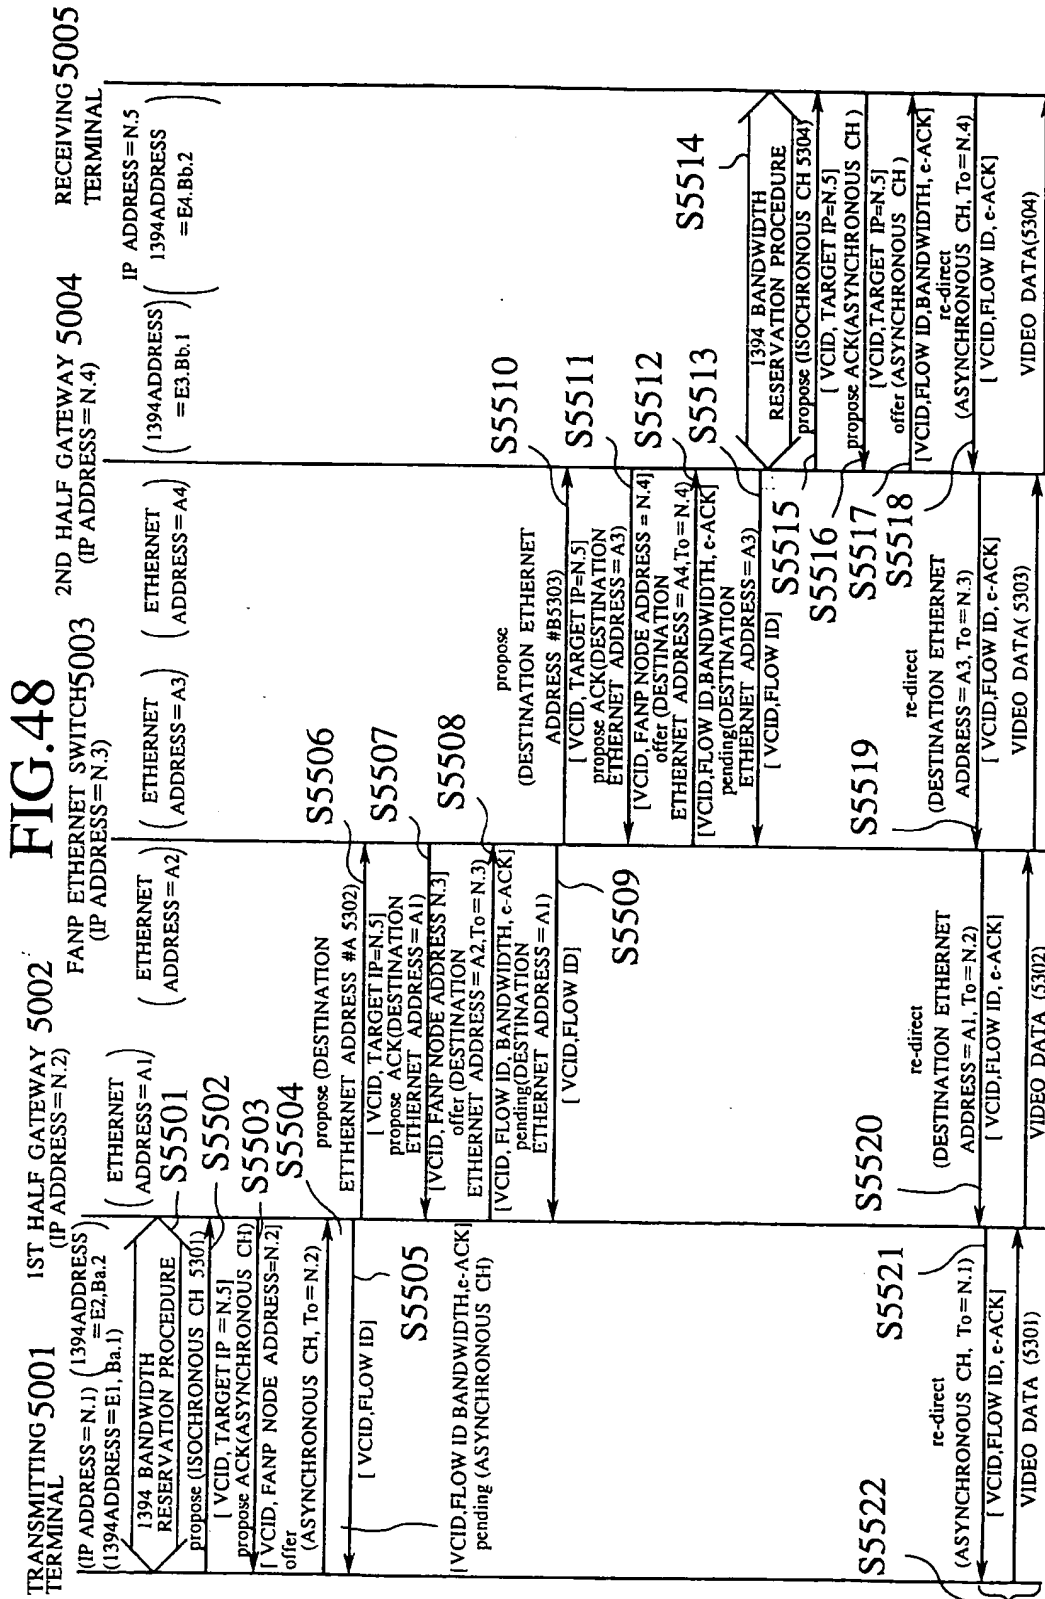 FIG.48
TRANSMITTING 5001
TERMINAL
(IP ADDRESS=N.1)
(1394ADDRESS=E1, Ba.1)
1ST HALF GATEWAY 5002
(IP ADDRESS=N.2)
(1394ADDRESS
=E2,Ba.2)
(ETHERNET
ADDRESS=A1)
FANP ETHERNET SWITCH 5003
(IP ADDRESS=N.3)
(ETHERNET
ADDRESS=A2)
(ETHERNET
ADDRESS=A3)
2ND HALF GATEWAY 5004
(IP ADDRESS=N.4)
(ETHERNET
ADDRESS=A4)
(1394ADDRESS)
=E3.Bb.1
RECEIVING 5005
TERMINAL
IP ADDRESS=N.5
(1394ADDRESS
=E4.Bb.2)
1394 BANDWIDTH
RESERVATION PROCEDURE
S5501
propose (ISOCHRONOUS CH 5301)
S5502
[ VCID, TARGET IP =N.5]
propose ACK(ASYNCHRONOUS CH)
S5503
[ VCID, FANP NODE ADDRESS=N.2]
offer
(ASYNCHRONOUS CH, To=N.2)
S5504
[ VCID,FLOW ID]
S5505
[VCID,FLOW ID BANDWIDTH,e-ACK]
pending (ASYNCHRONOUS CH)
propose (DESTINATION
ETTHERNET ADDRESS #A 5302)
S5506
[ VCID, TARGET IP=N.5]
propose ACK(DESTINATION
ETHERNET ADDRESS=A1)
S5507
[VCID, FANP NODE ADDRESS N.3]
offer (DESTINATION
ETHERNET ADDRESS=A2,To=N.3)
S5508
[VCID, FLOW ID, BANDWIDTH, e-ACK]
pending(DESTINATION
ETHERNET ADDRESS=A1)
S5509
[ VCID,FLOW ID]
propose
(DESTINATION ETHERNET
ADDRESS #B5303)
S5510
[ VCID, TARGET IP=N.5]
propose ACK(DESTINATION
ETHERNET ADDRESS=A3)
S5511
[VCID, FANP NODE ADDRESS = N.4]
offer (DESTINATION
ETHERNET ADDRESS=A4,To=N.4)
S5512
[VCID,FLOW ID,BANDWIDTH, e-ACK]
pending(DESTINATION
ETHERNET ADDRESS=A3)
S5513
[ VCID,FLOW ID]
S5514
1394 BANDWIDTH
RESERVATION PROCEDURE
propose (ISOCHRONOUS CH 5304)
S5515
[ VCID, TARGET IP=N.5]
propose ACK(ASYNCHRONOUS CH )
S5516
[VCID,TARGET IP=N.5]
offer (ASYNCHRONOUS CH)
S5517
[VCID,FLOW ID,BANDWIDTH, e-ACK]
re-direct
(ASYNCHRONOUS CH, To=N.4)
S5518
[ VCID,FLOW ID, e-ACK]
VIDEO DATA(5304)
S5519
re-direct
(DESTINATION ETHERNET
ADDRESS=A3, To=N.3)
[ VCID,FLOW ID, e-ACK]
VIDEO DATA( 5303)
S5520
re-direct
(DESTINATION ETHERNET
ADDRESS=A1, To=N.2)
[ VCID,FLOW ID, e-ACK]
VIDEO DATA (5302)
S5521
re-direct
(ASYNCHRONOUS CH, To=N.1)
[ VCID,FLOW ID, e-ACK]
VIDEO DATA (5301)
S5522